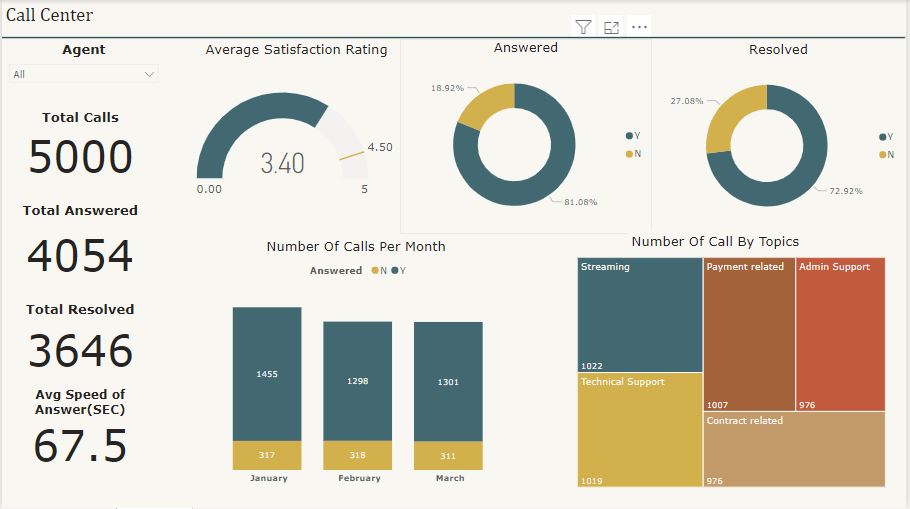 Call Center
Agent
All
Total Calls
5000
Total Answered
4054
Total Resolved
3646
Avg Speed of
Answer(SEC)
67.5
Average Satisfaction Rating
3.40
4.50
0.00
5
Answered
18.92%
81.08%
Y
N
Resolved
27.08%
72.92%
Y
N
Number Of Calls Per Month
Answered N Y
1455
1298
1301
317
318
311
January
February
March
Number Of Call By Topics
Streaming
1022
Technical Support
1019
Payment related
1007
Admin Support
976
Contract related
976